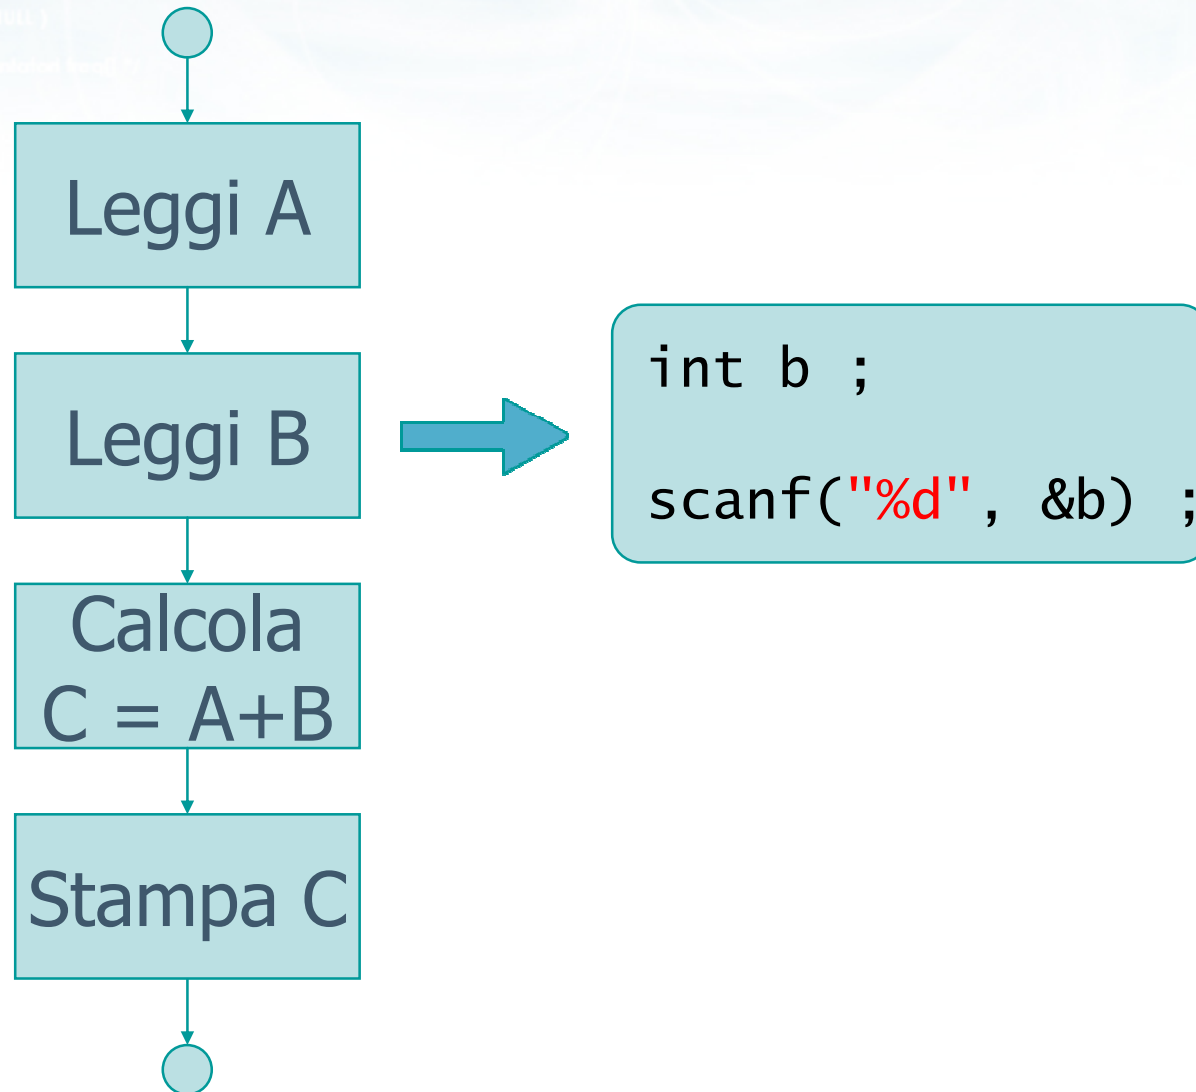 Leggi A
Leggi B
int b ;
scanf("%d", &b) ;
Calcola
C = A+B
Stampa C